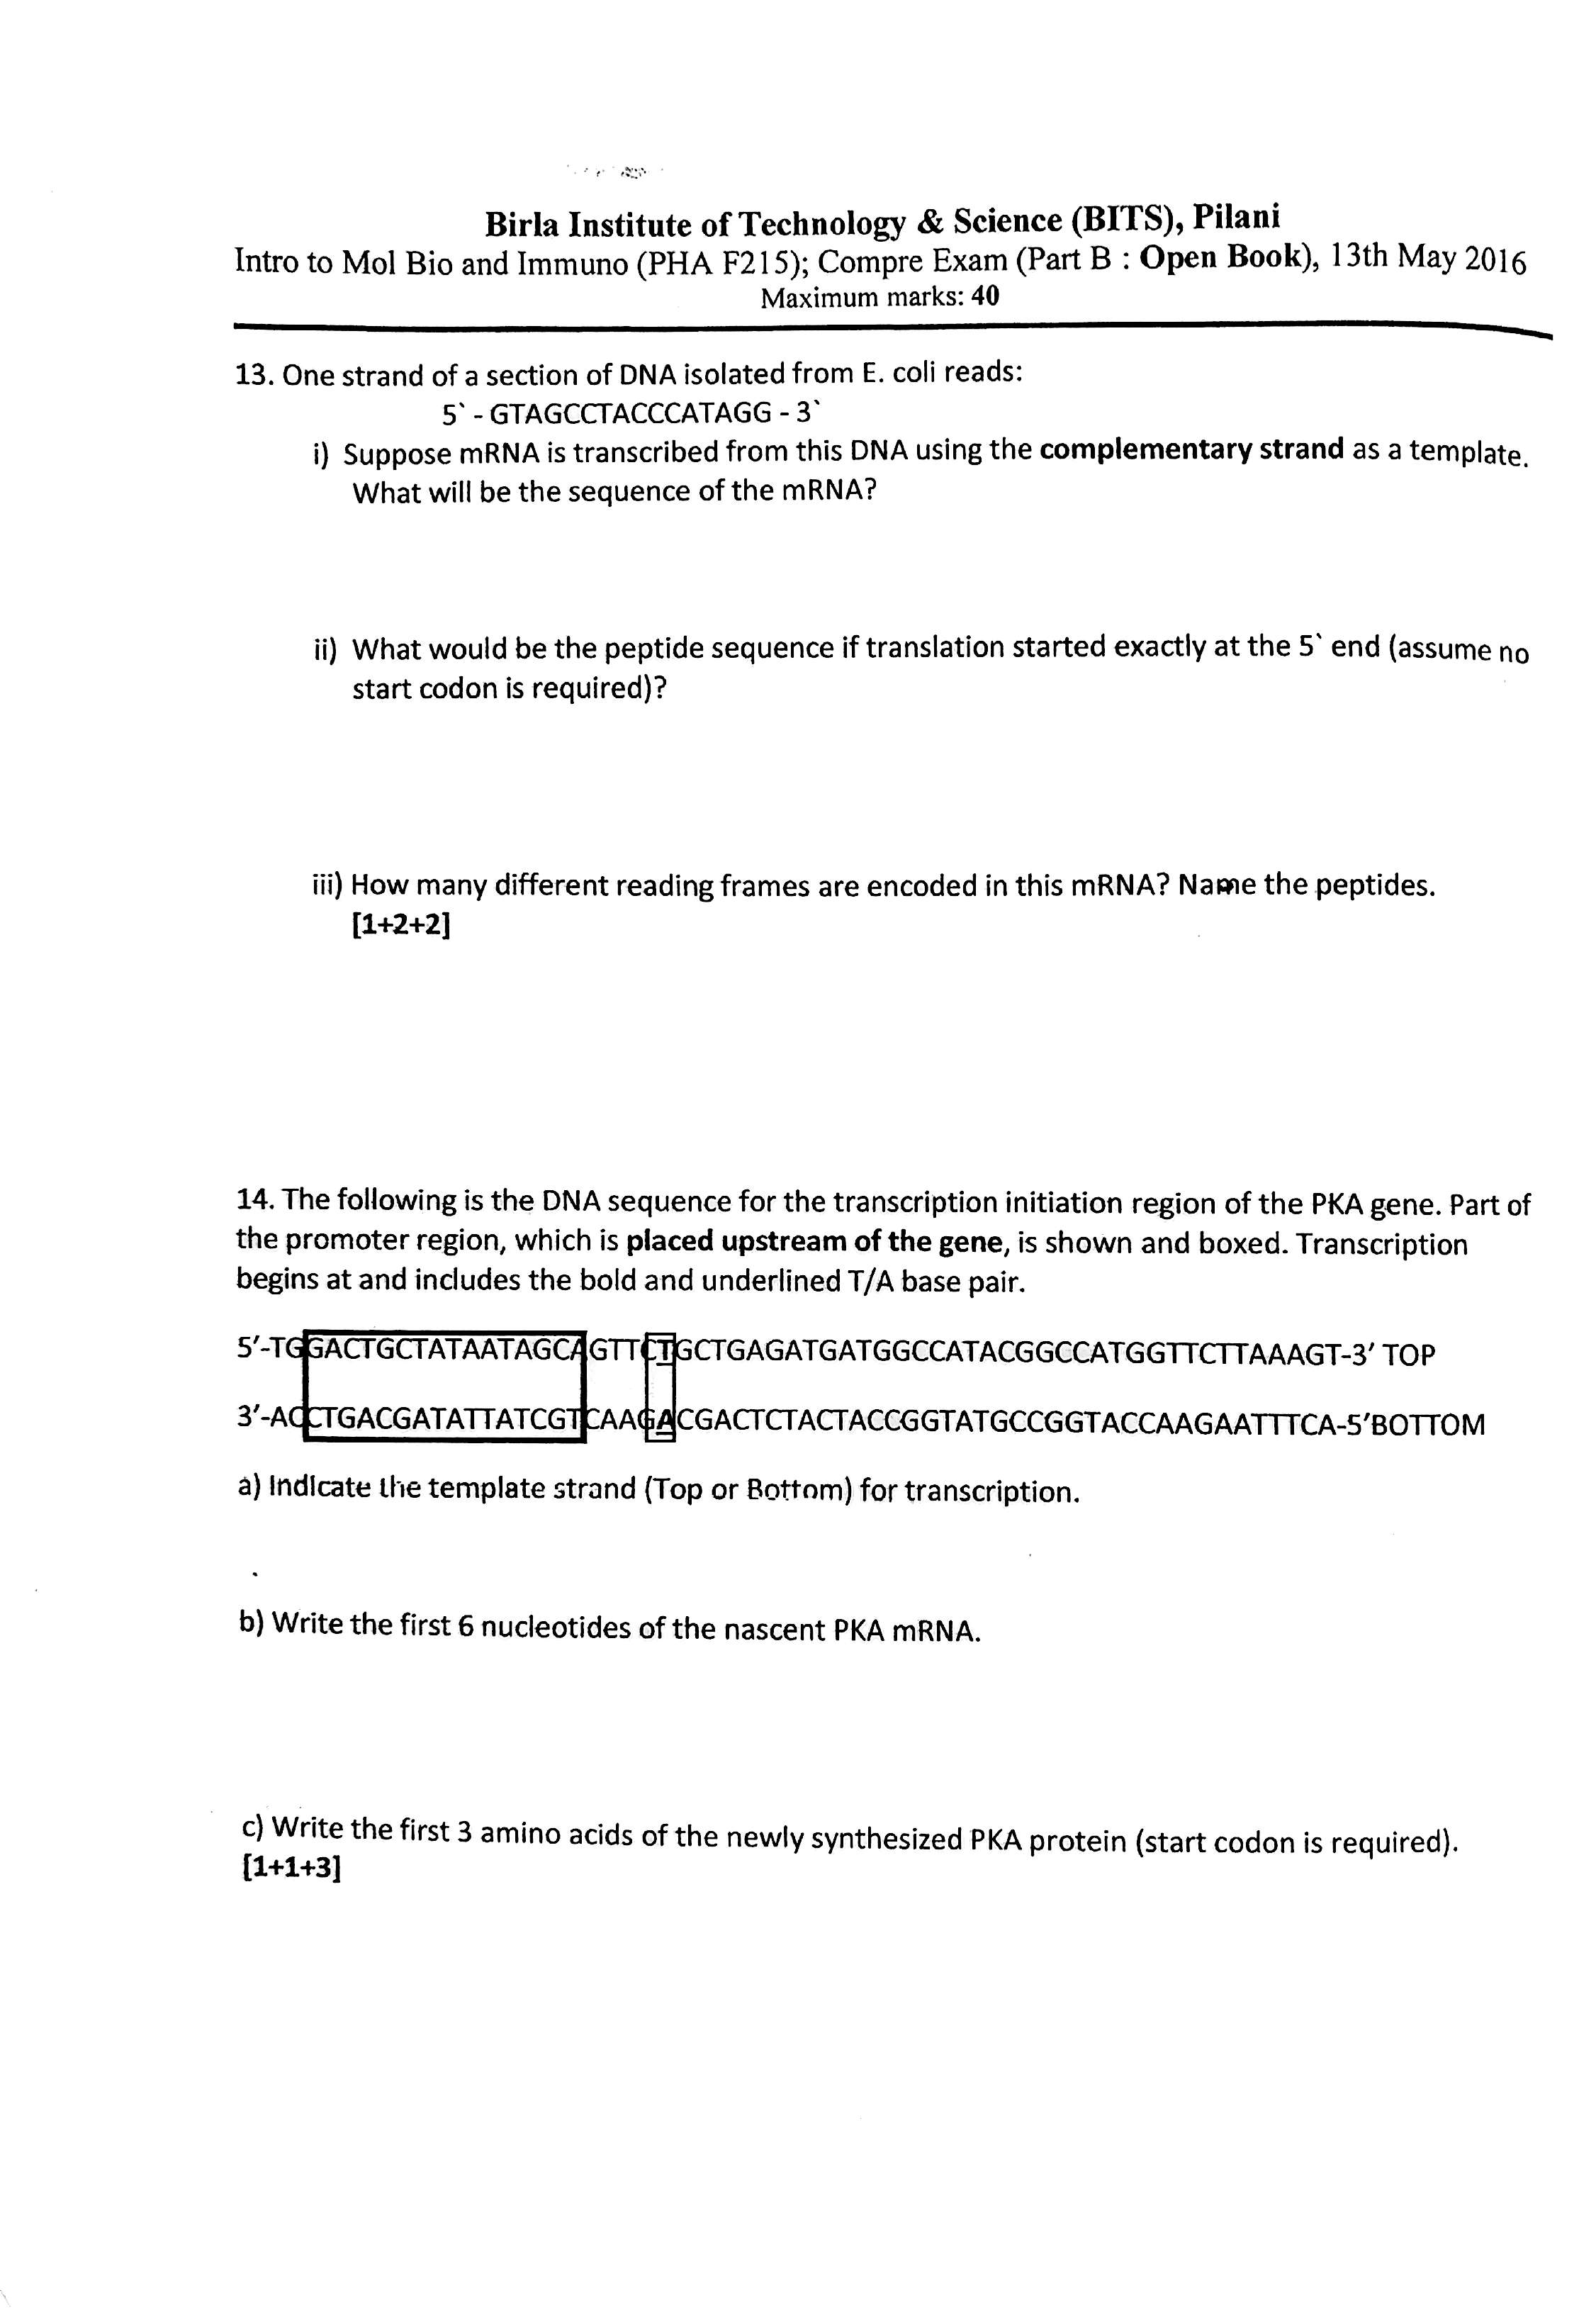 Birla Institute of Technology & Science (BITS), Pilani
Intro to Mol Bio and Immuno (PHA F215); Compre Exam (Part B : Open Book), 13th May 2016
Maximum marks: 40
13. One strand of a section of DNA isolated from E. coli reads:
5` - GTAGCCTACCCATAGG - 3`
i) Suppose mRNA is transcribed from this DNA using the complementary strand as a template.
What will be the sequence of the mRNA?
ii) What would be the peptide sequence if translation started exactly at the 5` end (assume no
start codon is required)?
iii) How many different reading frames are encoded in this mRNA? Name the peptides.
[1+2+2]
14. The following is the DNA sequence for the transcription initiation region of the PKA gene. Part of
the promoter region, which is placed upstream of the gene, is shown and boxed. Transcription
begins at and includes the bold and underlined T/A base pair.
5′-TGGACTGCTATAATAGCAGTTCTGCTGAGATGATGGCCATACGGCCATGGTTCTTAAAGT-3′ TOP
3′-ACCTGACGATATTATCGTCAAGACGACTCTACTACCGGTATGCCGGTACCAAGAATTTCA-5′BOTTOM
a) Indicate the template strand (Top or Bottom) for transcription.
b) Write the first 6 nucleotides of the nascent PKA mRNA.
c) Write the first 3 amino acids of the newly synthesized PKA protein (start codon is required).
[1+1+3]